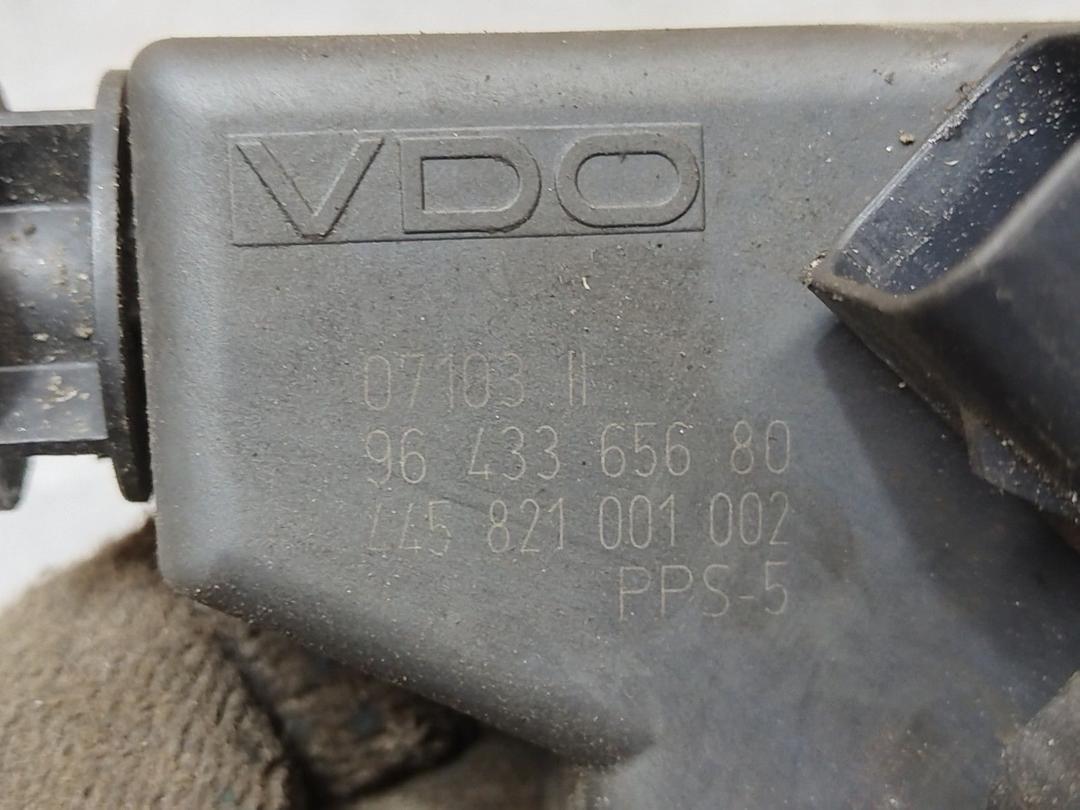 VDO
07103 II
96 433 656 80
445 821 001 002
PPS-5